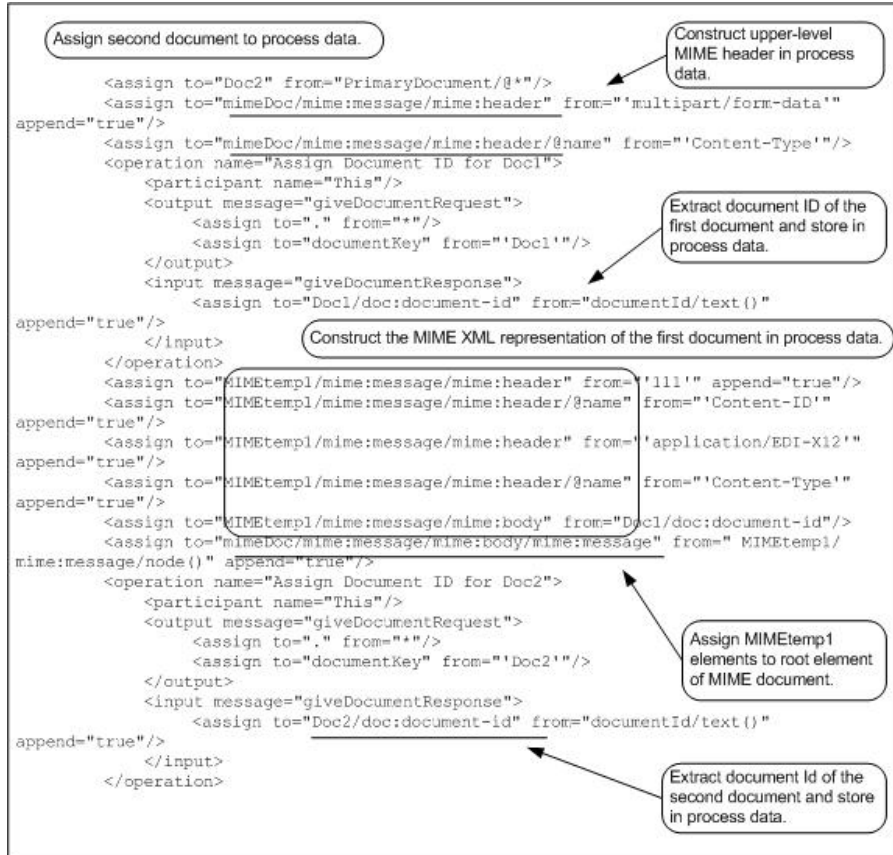 Assign second document to process data.
Construct upper-level
MIME header in process
data.
<assign to="Doc2" from="PrimaryDocument/@*"/>
<assign to="mimeDoc/mime:message/mime:header" from="'multipart/form-data'"
append="true"/>
<assign to="mimeDoc/mime:message/mime:header/@name" from="'Content-Type'"/>
<operation name="Assign Document ID for Doc1">
<participant name="This"/>
<output message="giveDocumentRequest">
<assign to="." from="*"/>
<assign to="documentKey" from="'Doc1'"/>
</output>
<input message="giveDocumentResponse">
<assign to="Doc1/doc:document-id" from="documentId/text()"
append="true"/>
</input>
</operation>
Extract document ID of the
first document and store in
process data.
Construct the MIME XML representation of the first document in process data.
<assign to="MIMEtemp1/mime:message/mime:header" from="'111'" append="true"/>
<assign to="MIMEtemp1/mime:message/mime:header/@name" from="'Content-ID'"
append="true"/>
<assign to="MIMEtemp1/mime:message/mime:header" from="'application/EDI-X12'"
append="true"/>
<assign to="MIMEtemp1/mime:message/mime:header/@name" from="'Content-Type'"
append="true"/>
<assign to="MIMEtemp1/mime:message/mime:body" from="Doc1/doc:document-id"/>
<assign to="mimeDoc/mime:message/mime:body/mime:message" from=" MIMEtemp1/
mime:message/node()" append="true"/>
<operation name="Assign Document ID for Doc2">
<participant name="This"/>
<output message="giveDocumentRequest">
<assign to="." from="*"/>
<assign to="documentKey" from="'Doc2'"/>
</output>
<input message="giveDocumentResponse">
<assign to="Doc2/doc:document-id" from="documentId/text()"
append="true"/>
</input>
</operation>
Assign MIMEtemp1
elements to root element
of MIME document.
Extract document Id of the
second document and store
in process data.